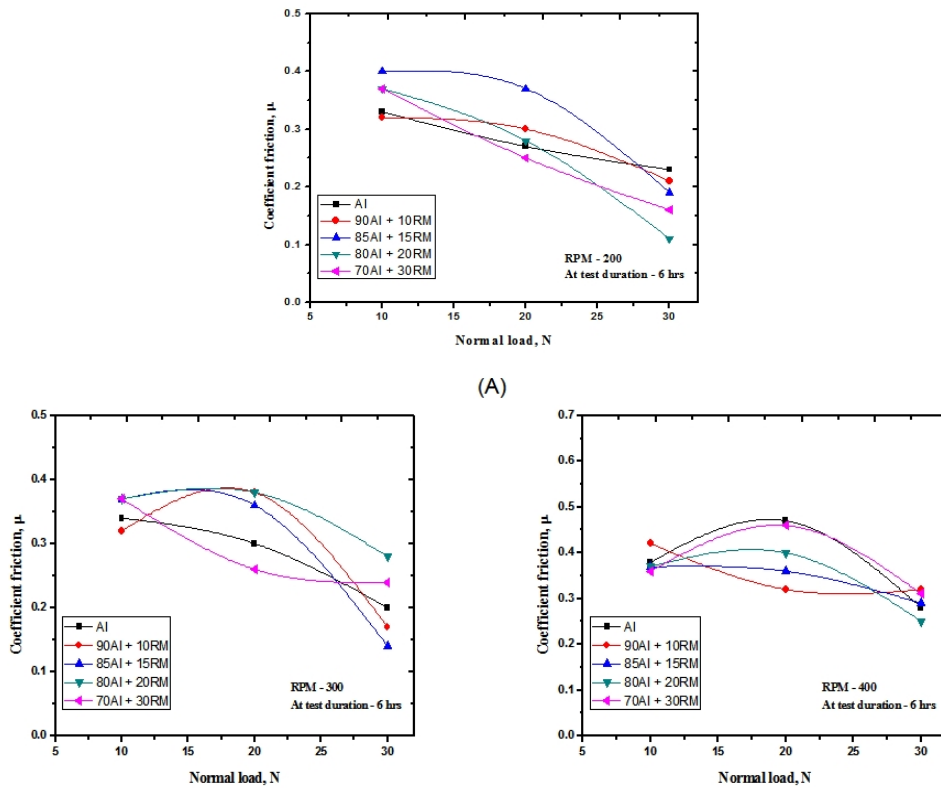 0.5
0.4
0.3
0.2
0.1
0.0
Coefficient friction, μ
Al
90Al + 10RM
85Al + 15RM
80Al + 20RM
70Al + 30RM
RPM - 200
At test duration - 6 hrs
5 10 15 20 25 30
Normal load, N
(A)
0.5
0.4
0.3
0.2
0.1
0.0
Coefficient friction, μ
Al
90Al + 10RM
85Al + 15RM
80Al + 20RM
70Al + 30RM
RPM - 300
At test duration - 6 hrs
5 10 15 20 25 30
Normal load, N
0.7
0.6
0.5
0.4
0.3
0.2
0.1
0.0
Coefficient friction, μ
Al
90Al + 10RM
85Al + 15RM
80Al + 20RM
70Al + 30RM
RPM - 400
At test duration - 6 hrs
5 10 15 20 25 30
Normal load, N